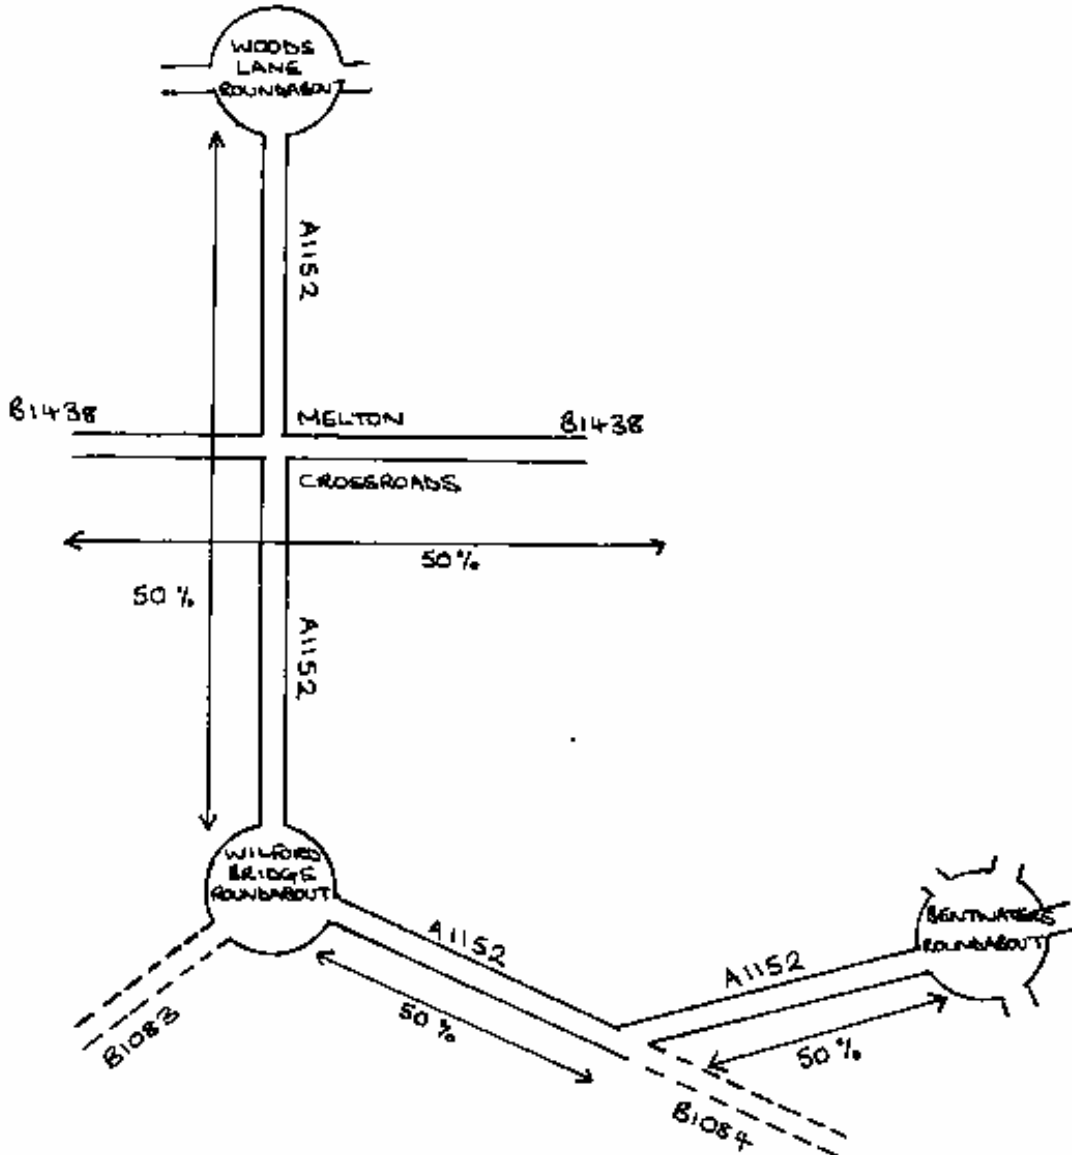 WOODS
LANE
ROUNDABOUT
A1152
B1438
MELTON
B1438
CROSSROADS
50%
50%
A1152
WILFORD
BRIDGE
ROUNDABOUT
A1152
BENTWATERS
ROUNDABOUT
A1152
50%
50%
B1083
B1084